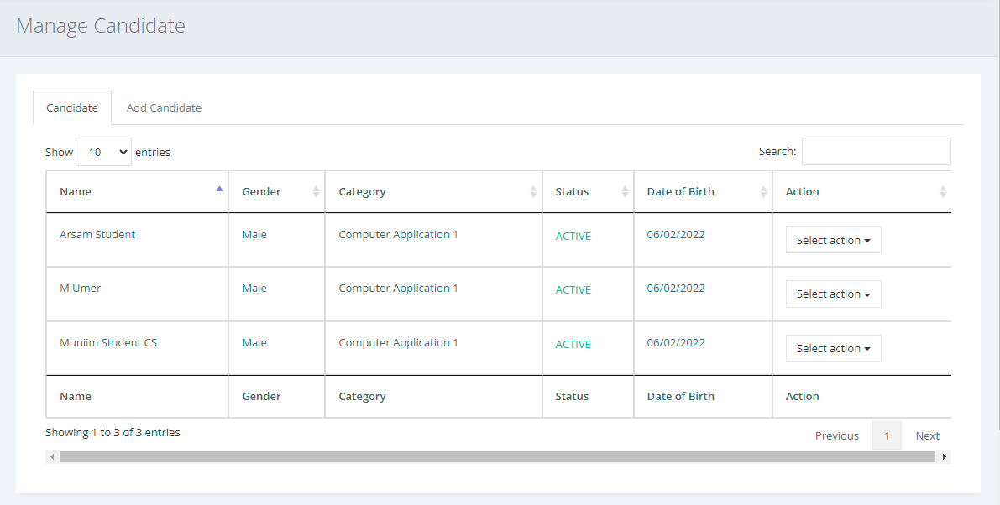 Manage Candidate
Candidate Add Candidate
Show 10 entries Search:
Name Gender Category Status Date of Birth Action
Arsam Student Male Computer Application 1 ACTIVE 06/02/2022 Select action
M Umer Male Computer Application 1 ACTIVE 06/02/2022 Select action
Muniim Student CS Male Computer Application 1 ACTIVE 06/02/2022 Select action
Name Gender Category Status Date of Birth Action
Showing 1 to 3 of 3 entries Previous 1 Next